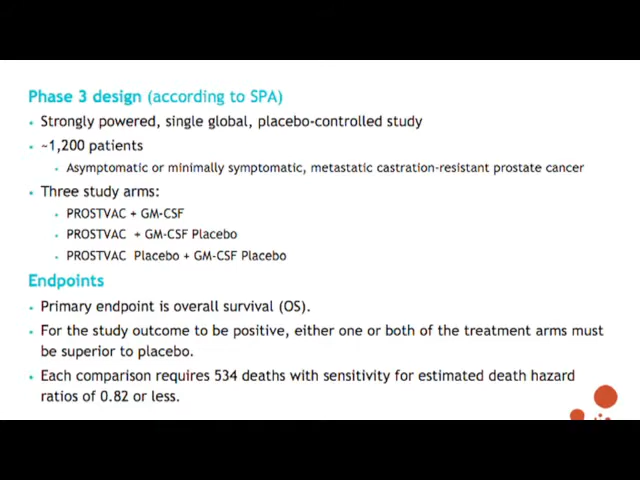 Phase 3 design (according to SPA)
• Strongly powered, single global, placebo-controlled study
• ~1,200 patients
• Asymptomatic or minimally symptomatic, metastatic castration-resistant prostate cancer
• Three study arms:
• PROSTVAC + GM-CSF
• PROSTVAC + GM-CSF Placebo
• PROSTVAC Placebo + GM-CSF Placebo
Endpoints
• Primary endpoint is overall survival (OS).
• For the study outcome to be positive, either one or both of the treatment arms must
be superior to placebo.
• Each comparison requires 534 deaths with sensitivity for estimated death hazard
ratios of 0.82 or less.